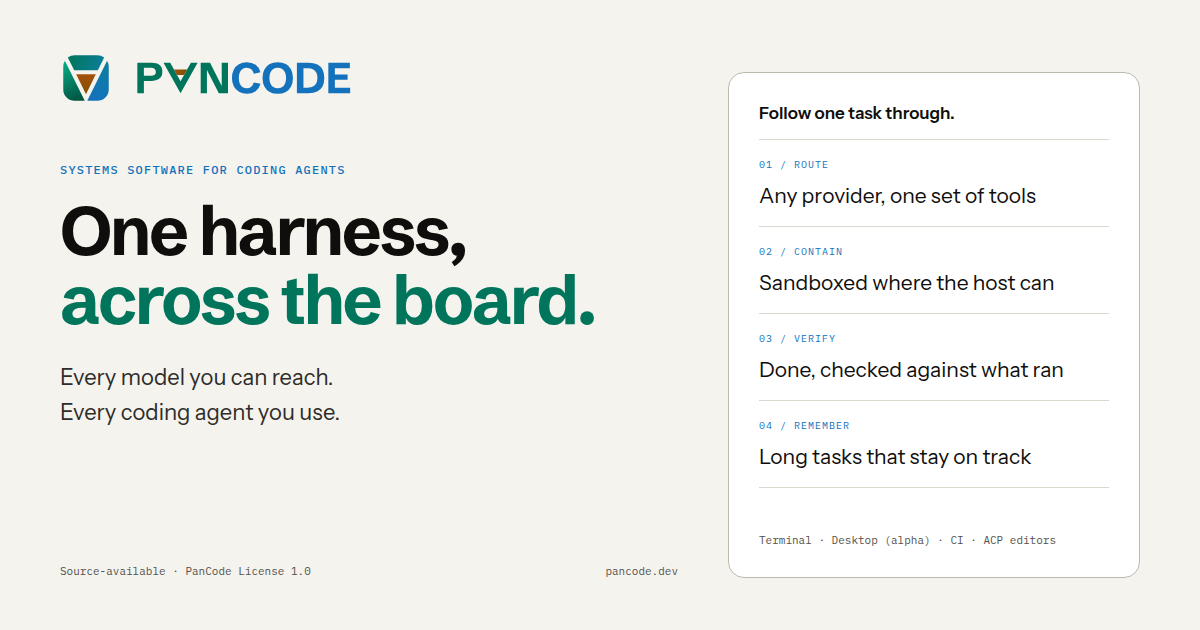 PANCODE
SYSTEMS SOFTWARE FOR CODING AGENTS
One harness,
across the board.
Every model you can reach.
Every coding agent you use.
Source-available · PanCode License 1.0
pancode.dev
Follow one task through.
01 / ROUTE
Any provider, one set of tools
02 / CONTAIN
Sandboxed where the host can
03 / VERIFY
Done, checked against what ran
04 / REMEMBER
Long tasks that stay on track
Terminal · Desktop (alpha) · CI · ACP editors